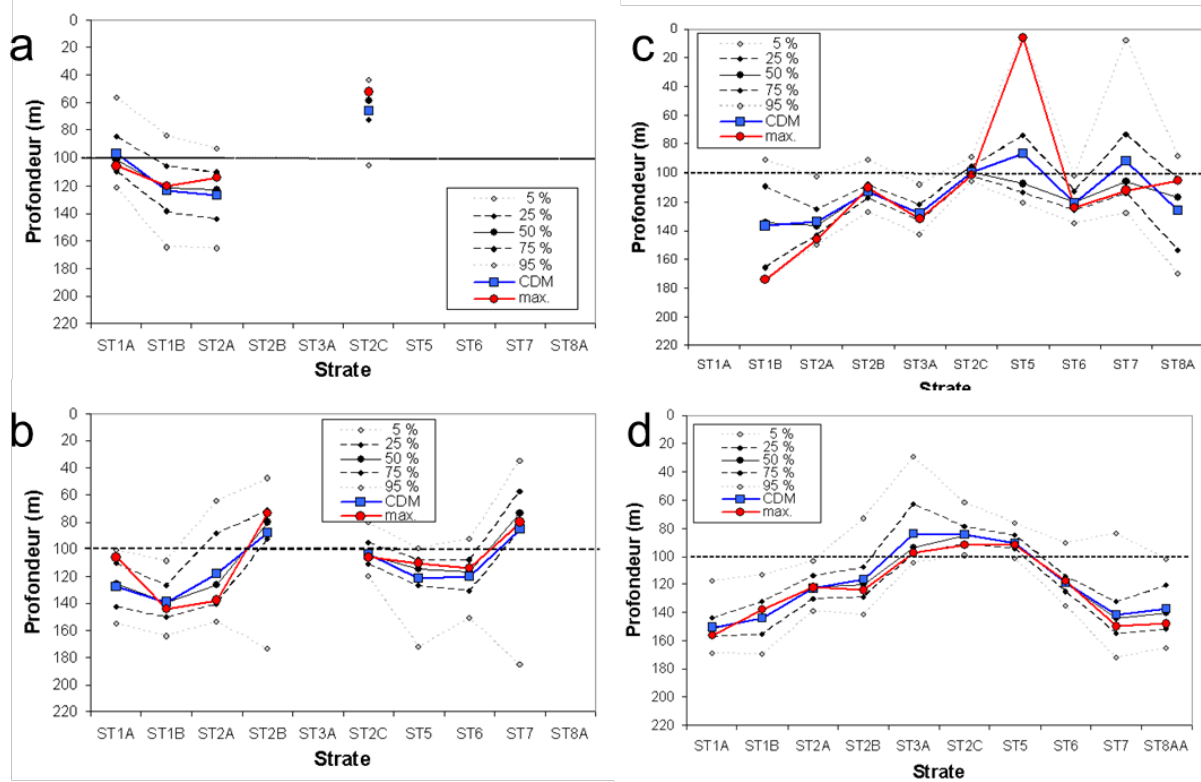 a
Profondeur (m)
0
20
40
60
80
100
120
140
160
180
200
220
5 %
25 %
50 %
75 %
95 %
CDM
max.
ST1A ST1B ST2A ST2B ST3A ST2C ST5 ST6 ST7 ST8A
Strate
b
Profondeur (m)
0
20
40
60
80
100
120
140
160
180
200
220
5 %
25 %
50 %
75 %
95 %
CDM
max.
ST1A ST1B ST2A ST2B ST3A ST2C ST5 ST6 ST7 ST8A
Strate
c
Profondeur (m)
0
20
40
60
80
100
120
140
160
180
200
220
5 %
25 %
50 %
75 %
95 %
CDM
max.
ST1A ST1B ST2A ST2B ST3A ST2C ST5 ST6 ST7 ST8A
Strate
d
Profondeur (m)
0
20
40
60
80
100
120
140
160
180
200
220
5 %
25 %
50 %
75 %
95 %
CDM
max.
ST1A ST1B ST2A ST2B ST3A ST2C ST5 ST6 ST7 ST8AA
Strate